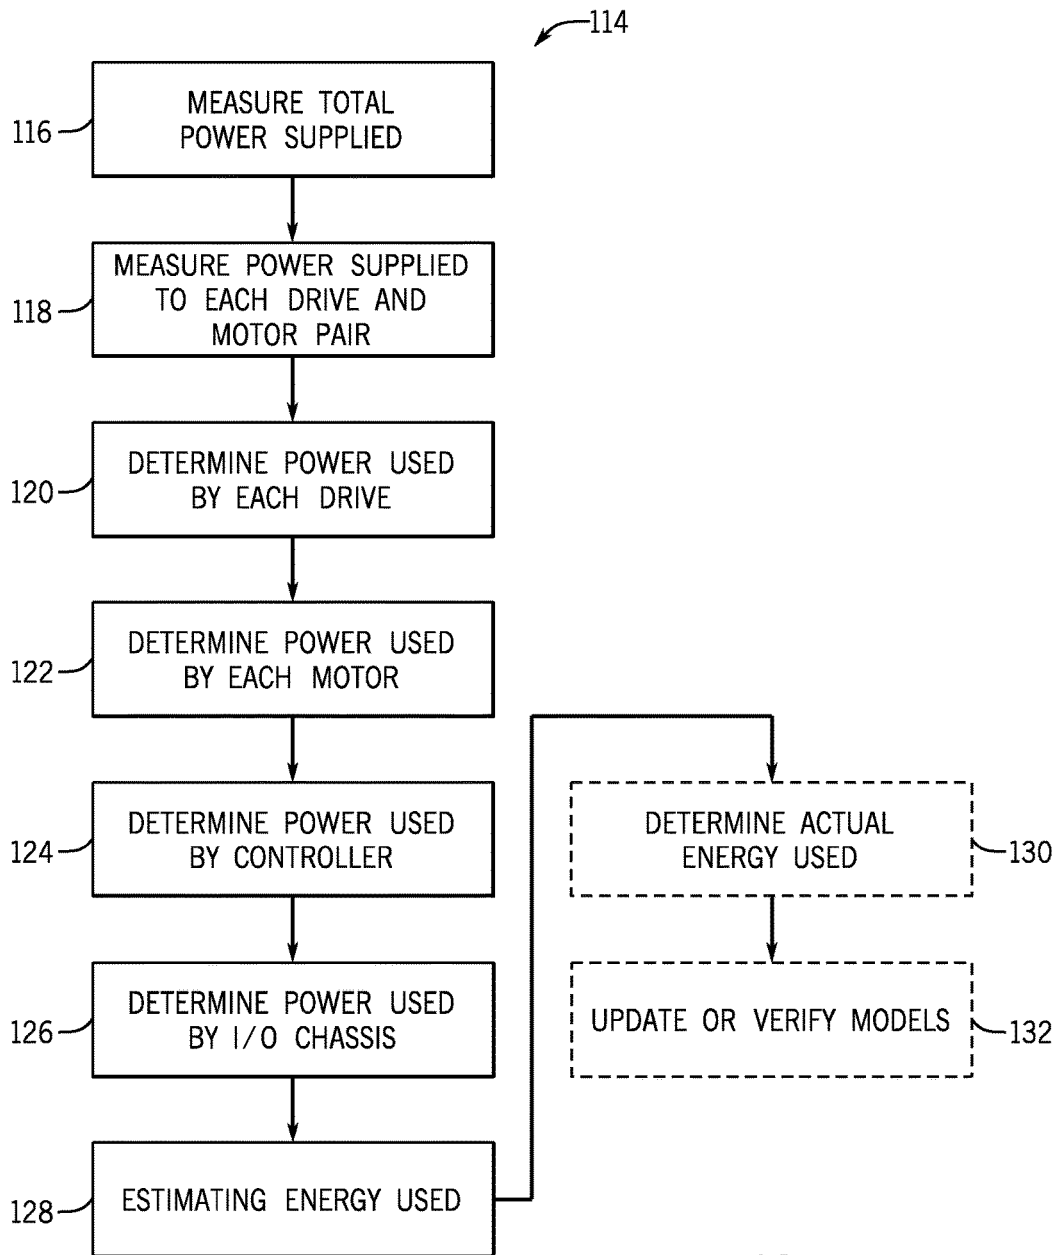 114
MEASURE TOTAL
POWER SUPPLIED
116
MEASURE POWER SUPPLIED
TO EACH DRIVE AND
MOTOR PAIR
118
DETERMINE POWER USED
BY EACH DRIVE
120
DETERMINE POWER USED
BY EACH MOTOR
122
DETERMINE POWER USED
BY CONTROLLER
124
DETERMINE POWER USED
BY I/O CHASSIS
126
ESTIMATING ENERGY USED
128
DETERMINE ACTUAL
ENERGY USED
130
UPDATE OR VERIFY MODELS
132